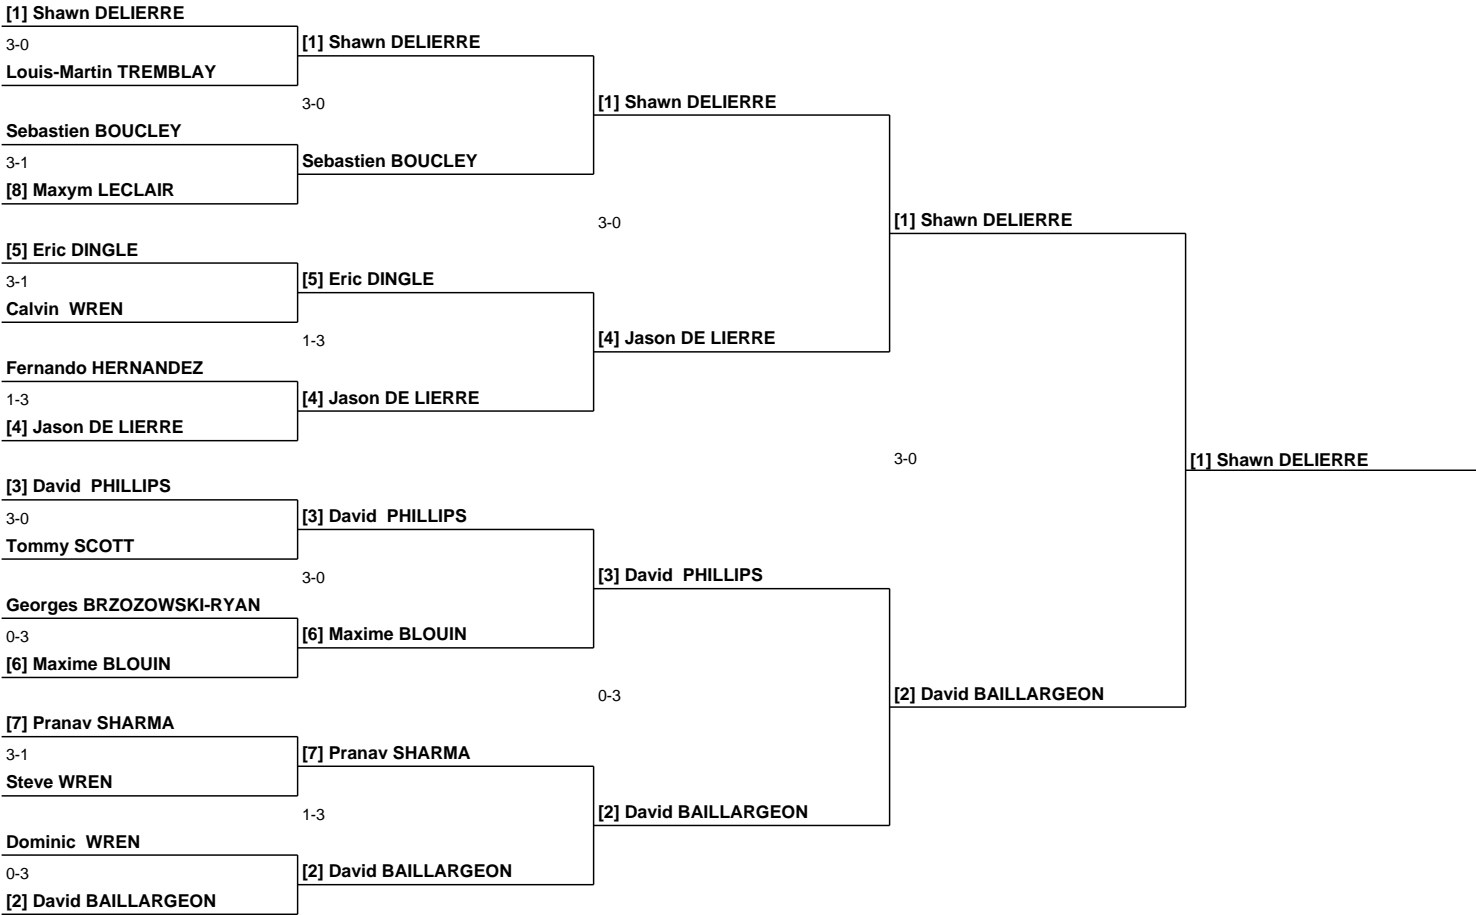 [1] Shawn DELIERRE
3-0
Louis-Martin TREMBLAY
Sebastien BOUCLEY
3-1
[8] Maxym LECLAIR
[5] Eric DINGLE
3-1
Calvin  WREN
Fernando HERNANDEZ
1-3
[4] Jason DE LIERRE
[3] David  PHILLIPS
3-0
Tommy SCOTT
Georges BRZOZOWSKI-RYAN
0-3
[6] Maxime BLOUIN
[7] Pranav SHARMA
3-1
Steve WREN
Dominic  WREN
0-3
[2] David BAILLARGEON
[1] Shawn DELIERRE
3-0
Sebastien BOUCLEY
[5] Eric DINGLE
1-3
[4] Jason DE LIERRE
[3] David  PHILLIPS
3-0
[6] Maxime BLOUIN
[7] Pranav SHARMA
1-3
[2] David BAILLARGEON
[1] Shawn DELIERRE
3-0
[4] Jason DE LIERRE
[3] David  PHILLIPS
0-3
[2] David BAILLARGEON
[1] Shawn DELIERRE
3-0
[2] David BAILLARGEON
[1] Shawn DELIERRE